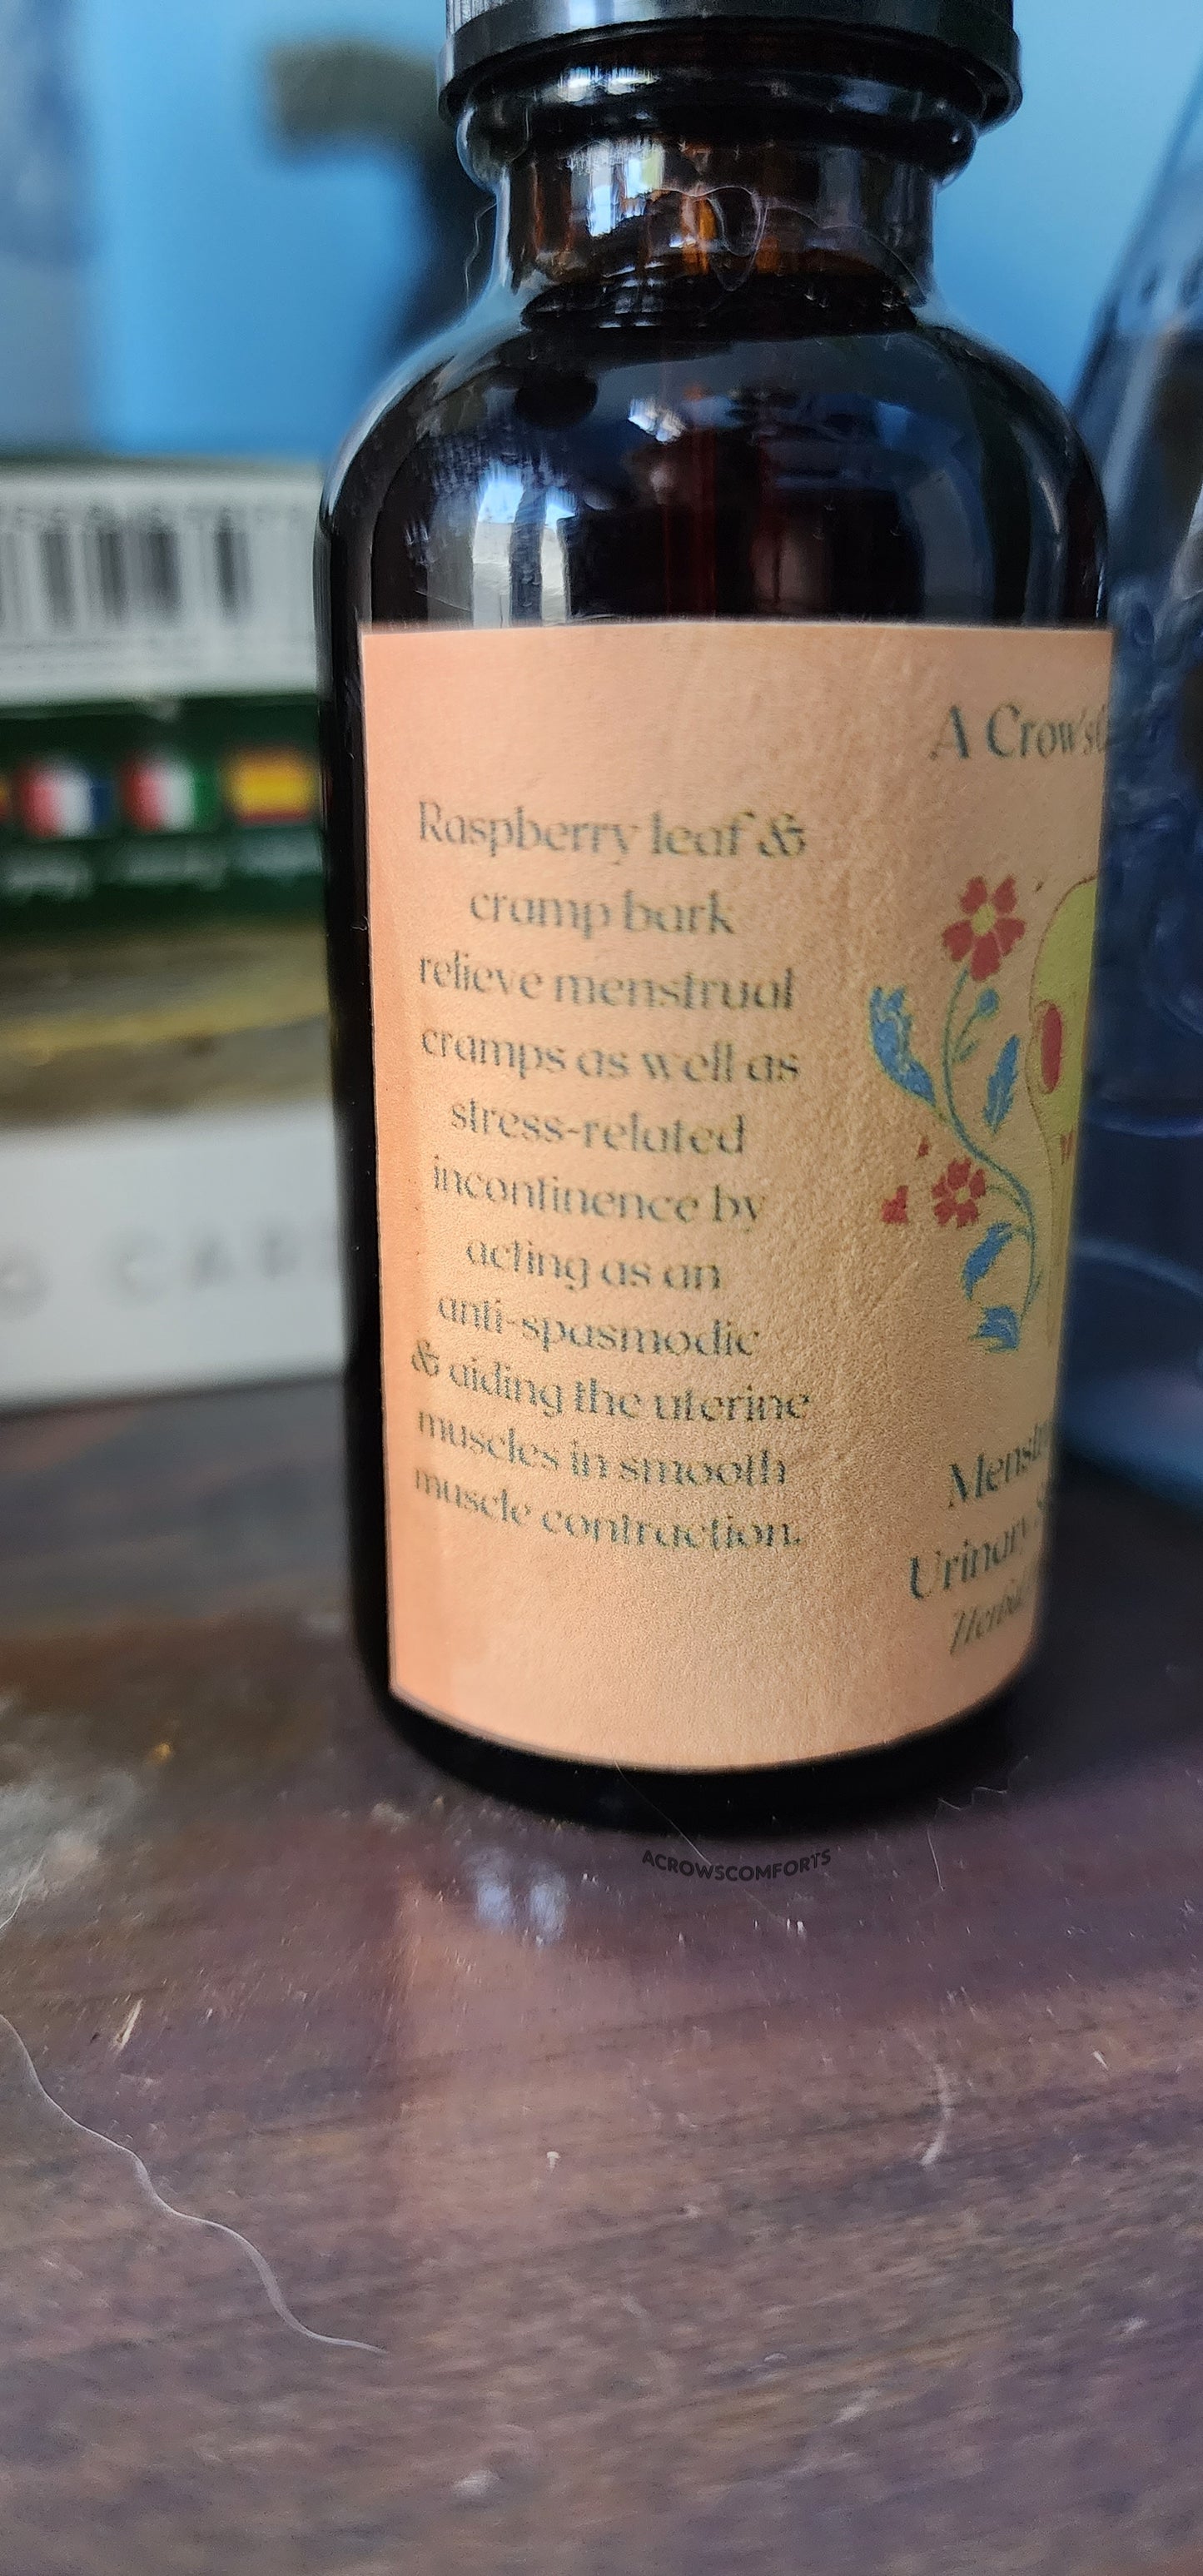 A Crow's
Raspberry leaf &
cramp bark
relieve menstrual
cramps as well as
stress-related
incontinence by
acting as an
anti-spasmodic
& aiding the uterine
muscles in smooth
muscle contraction.
ACROWSCOMFORTS